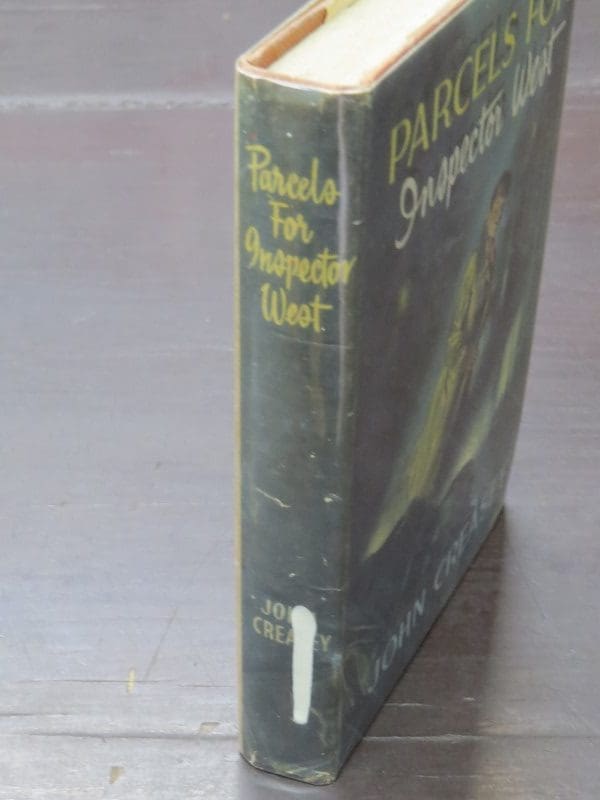 Parcels
For
Inspector
West
JOHN
CREASEY
PARCELS FOR
Inspector West
JOHN CREASEY